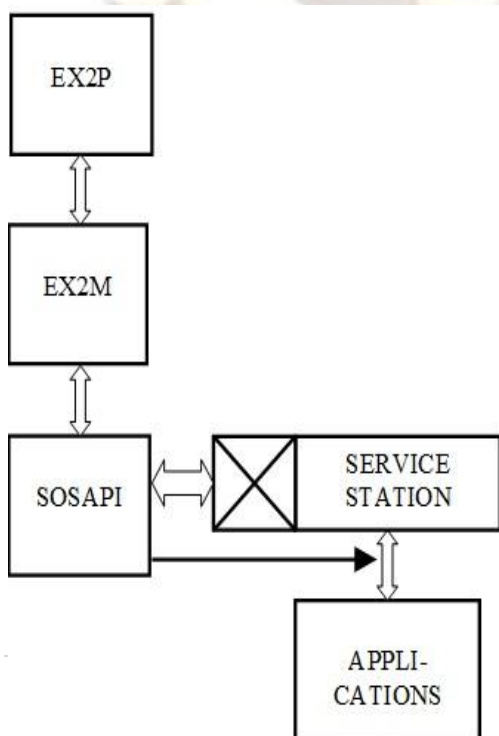 EX2P
EX2M
SOSAPI
SERVICE
STATION
APPLI-
CATIONS